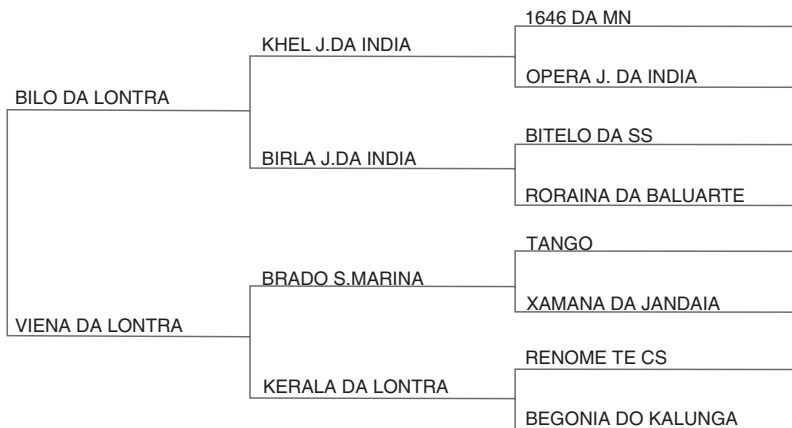 1646 DA MN
KHEL J.DA INDIA
OPERA J. DA INDIA
BILO DA LONTRA
BITELO DA SS
BIRLA J.DA INDIA
RORAINA DA BALUARTE
TANGO
BRADO S.MARINA
XAMANA DA JANDAIA
VIENA DA LONTRA
RENOME TE CS
KERALA DA LONTRA
BEGONIA DO KALUNGA